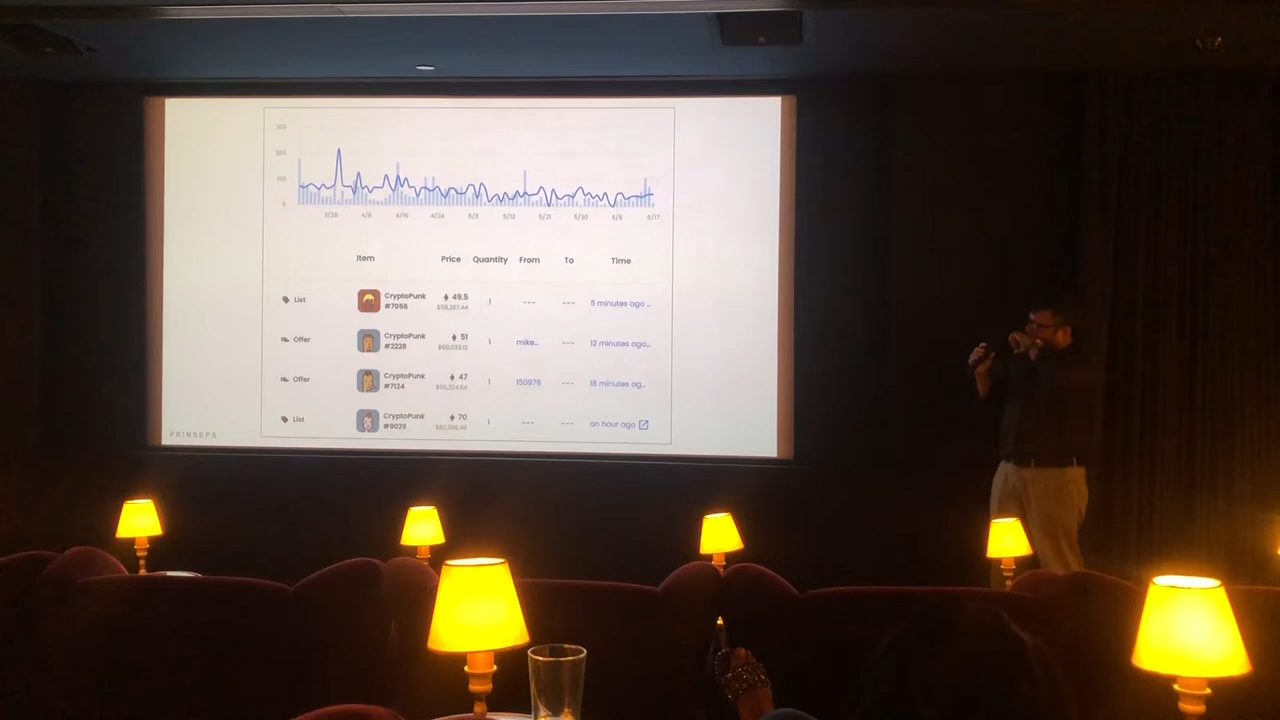 300
200
100
0
3/28 4/6 4/15 4/24 5/3 5/12 5/21 5/30 6/8 6/17
Item Price Quantity From To Time
List CryptoPunk #7056 49.5 1 --- --- 5 minutes ago ..
Offer CryptoPunk #2228 51 1 mike... --- 12 minutes ago..
Offer CryptoPunk #7124 47 1 150978 --- 18 minutes ag...
List CryptoPunk #9029 70 1 --- --- an hour ago
PRINSEPS